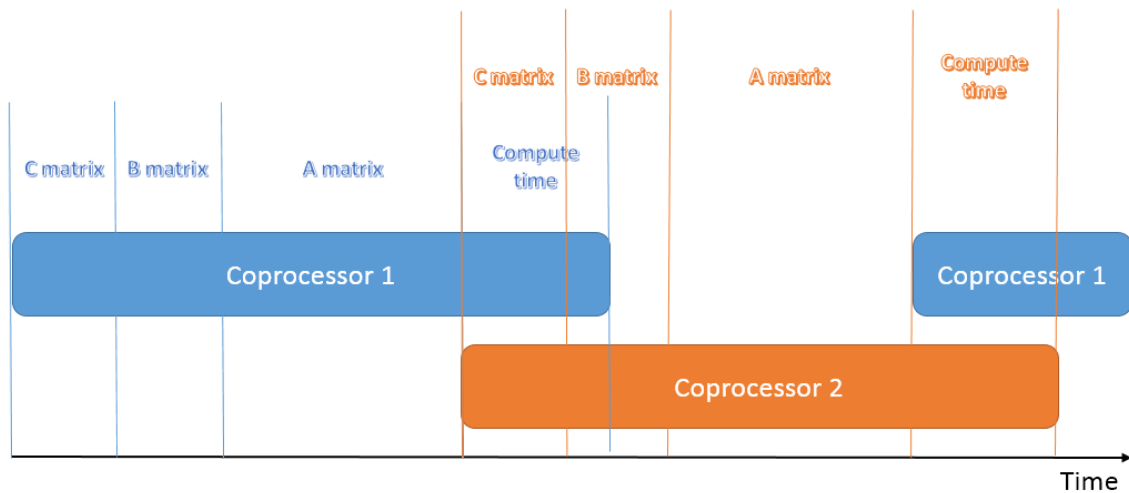 C matrix B matrix A matrix Compute
time
C matrix B matrix A matrix Compute
time
Coprocessor 1 Coprocessor 1
Coprocessor 2
Time